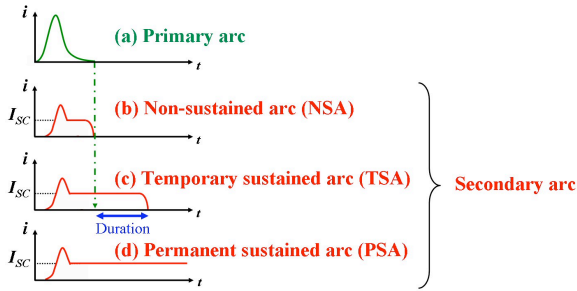 i
(a) Primary arc
t
i
I_SC
(b) Non-sustained arc (NSA)
t
i
I_SC
(c) Temporary sustained arc (TSA)
Secondary arc
t
Duration
i
I_SC
(d) Permanent sustained arc (PSA)
t